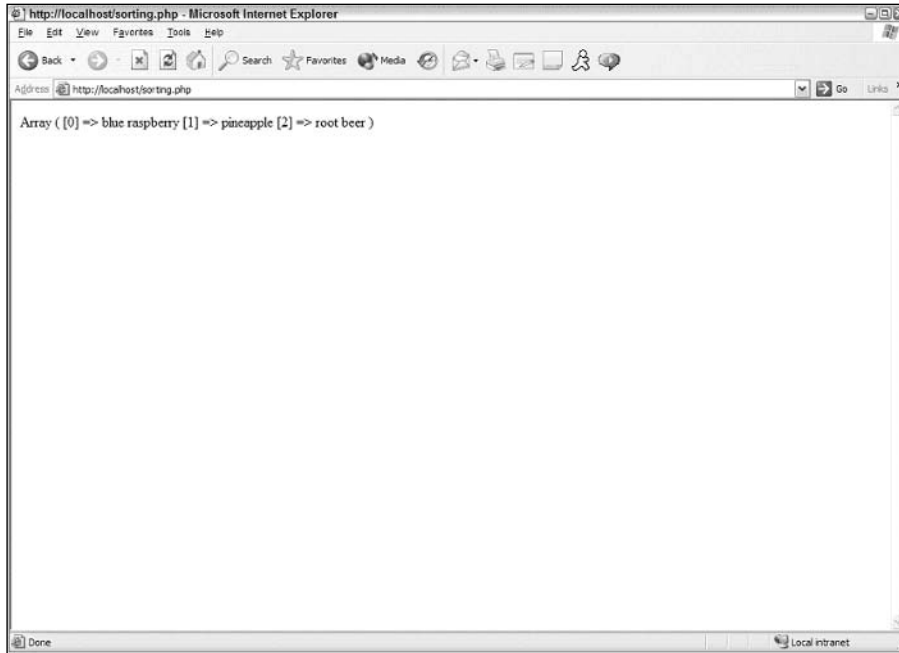 http://localhost/sorting.php - Microsoft Internet Explorer
File Edit View Favorites Tools Help
Back Search Favorites Media
Address http://localhost/sorting.php Go Links
Array ( [0] => blue raspberry [1] => pineapple [2] => root beer )
Done Local intranet